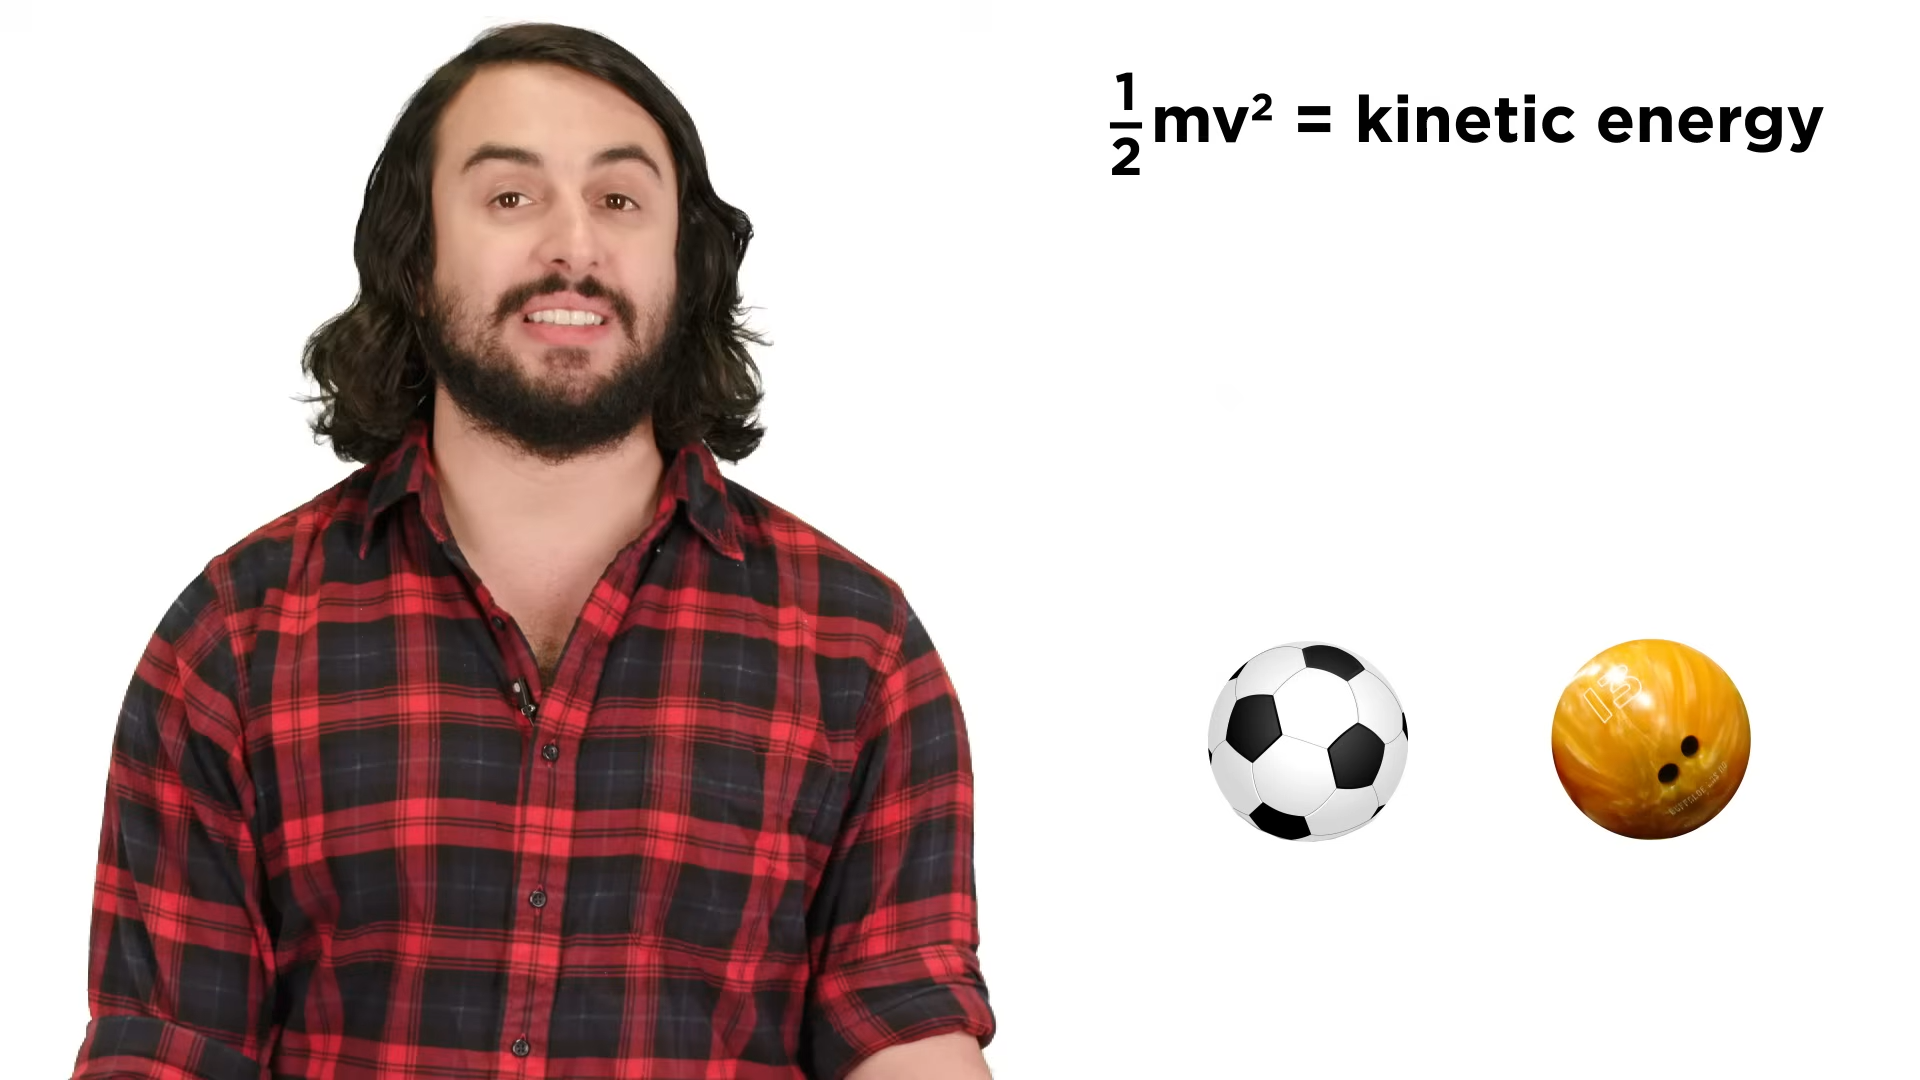 ½mv² = kinetic energy
13